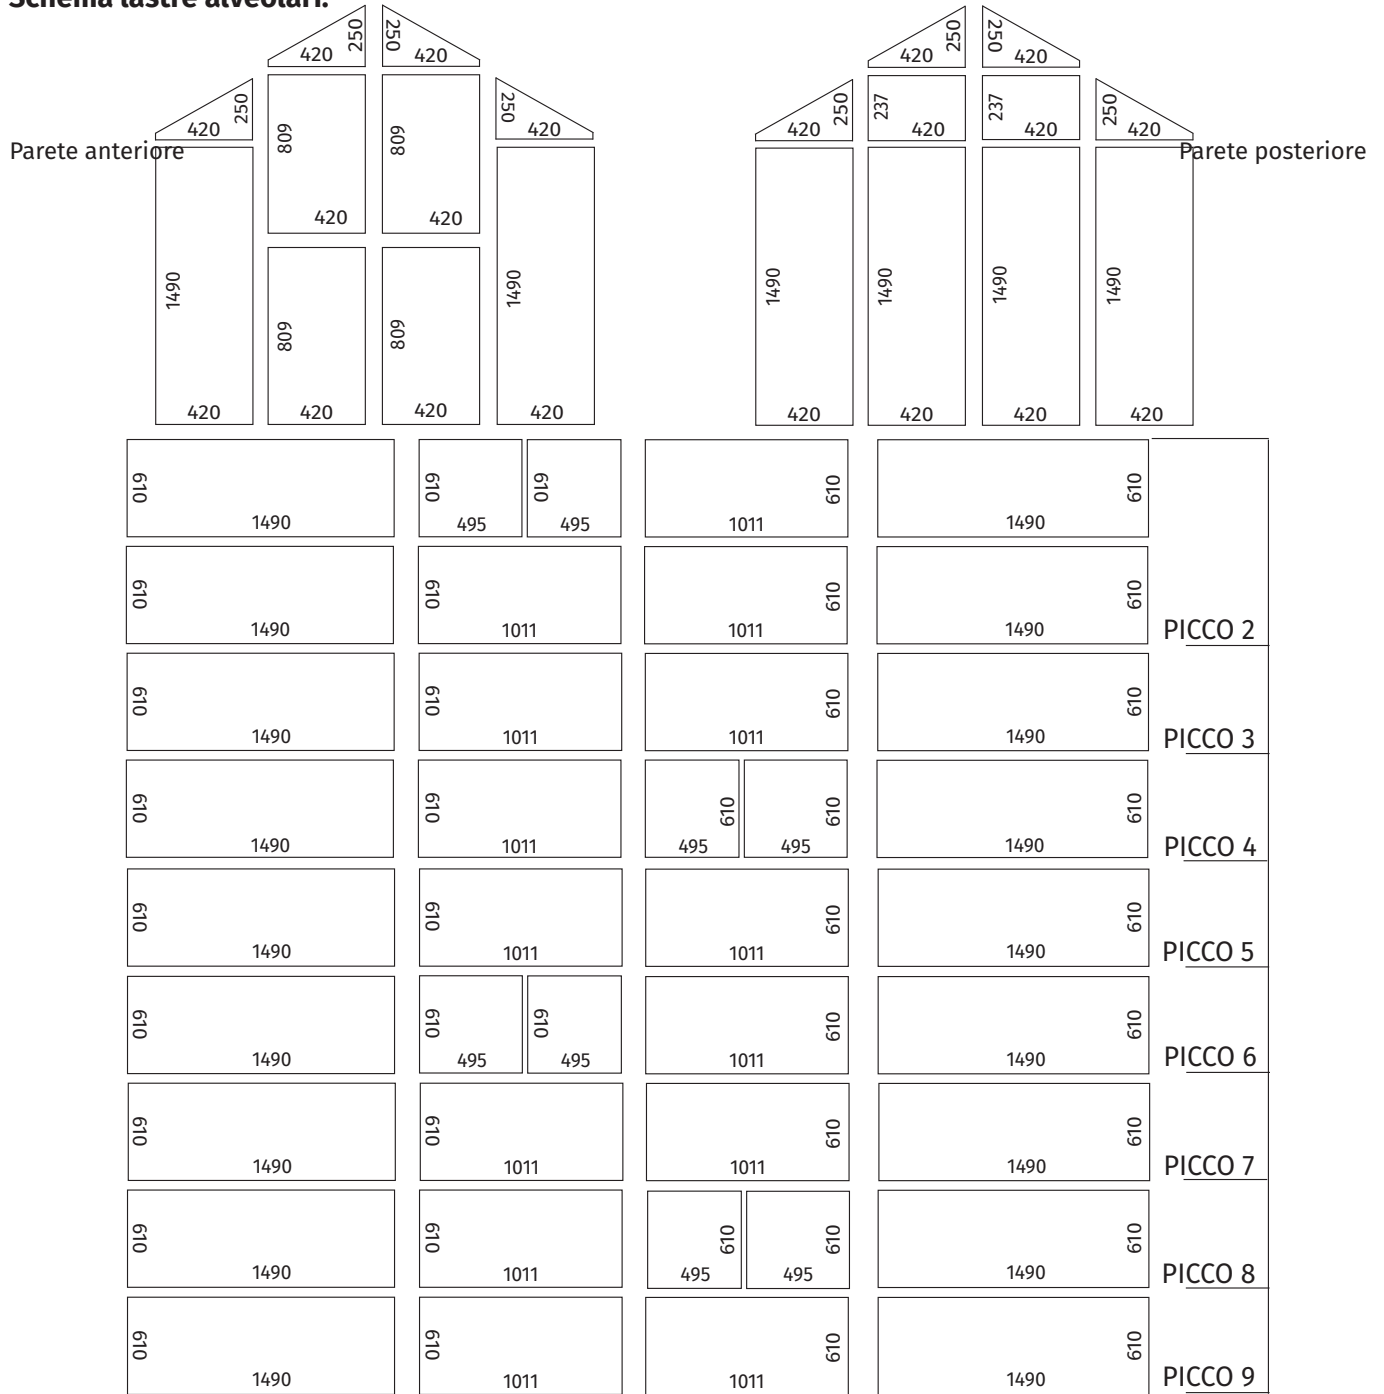 Schema lastre alveolari:
250 250 250 250
420 420 420 420
250 250 250 250
420 420 420 237 237 420
Parete anteriore 809 809 Parete posteriore
420 420
1490 1490 1490 1490 1490 1490
809 809
420 420 420 420 420 420 420 420
610 610 610 610 610
1490 495 495 1011 1490
610 610 610 610
1490 1011 1011 1490 PICCO 2
610 610 610 610
1490 1011 1011 1490 PICCO 3
610 610 610 610 610
1490 1011 495 495 1490 PICCO 4
610 610 610 610
1490 1011 1011 1490 PICCO 5
610 610 610 610 610
1490 495 495 1011 1490 PICCO 6
610 610 610 610
1490 1011 1011 1490 PICCO 7
610 610 610 610 610
1490 1011 495 495 1490 PICCO 8
610 610 610 610
1490 1011 1011 1490 PICCO 9